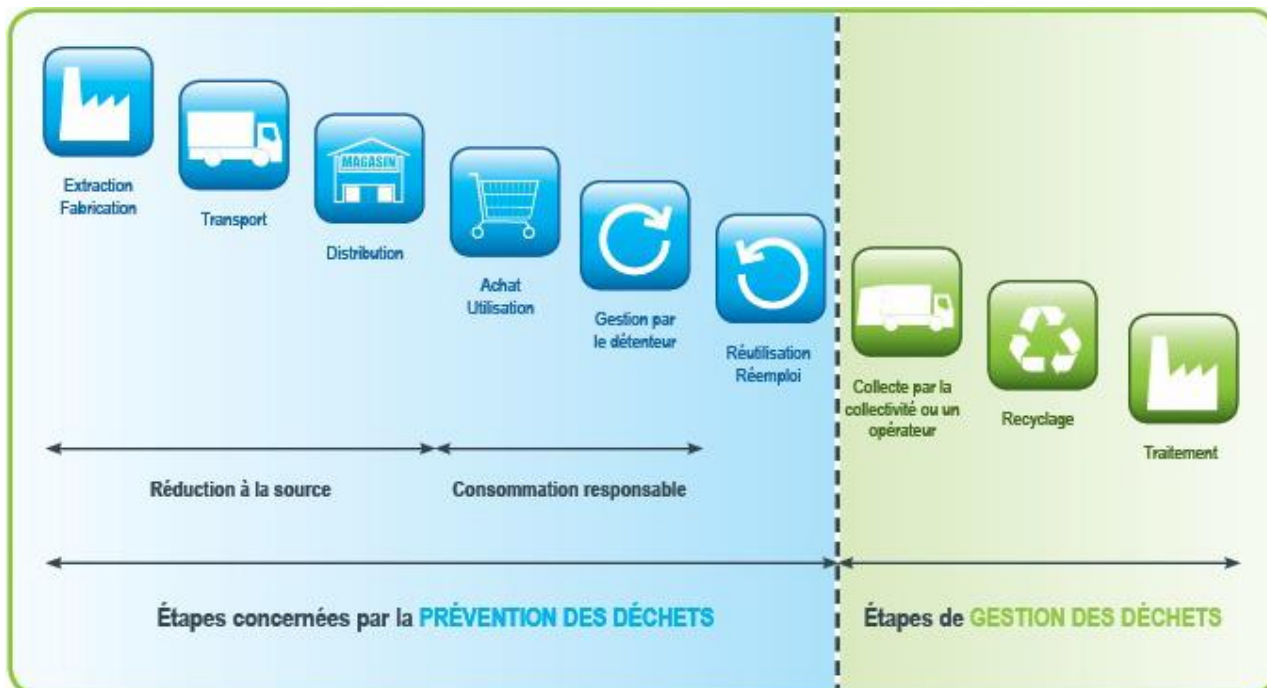 MAGASIN
Extraction
Fabrication
Transport
Distribution
Achat
Utilisation
Gestion par
le détenteur
Réutilisation
Réemploi
Collecte par la
collectivité ou un
opérateur
Recyclage
Traitement
Réduction à la source
Consommation responsable
Étapes concernées par la PRÉVENTION DES DÉCHETS
Étapes de GESTION DES DÉCHETS